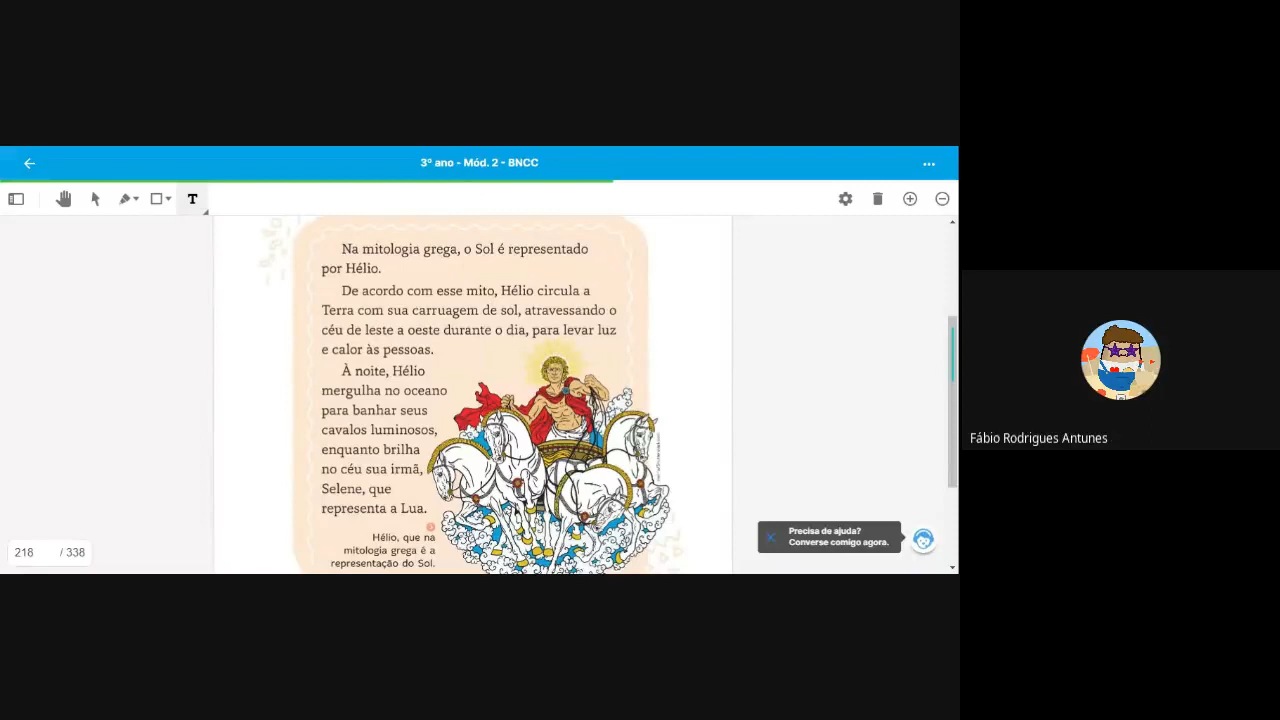 3º ano - Mód. 2 - BNCC
T
Na mitologia grega, o Sol é representado
por Hélio.
De acordo com esse mito, Hélio circula a
Terra com sua carruagem de sol, atravessando o
céu de leste a oeste durante o dia, para levar luz
e calor às pessoas.
À noite, Hélio
mergulha no oceano
para banhar seus
cavalos luminosos,
enquanto brilha
no céu sua irmã,
Selene, que
representa a Lua.
Hélio, que na
mitologia grega é a
representação do Sol.
218 / 338
Precisa de ajuda?
Converse comigo agora.
Fábio Rodrigues Antunes